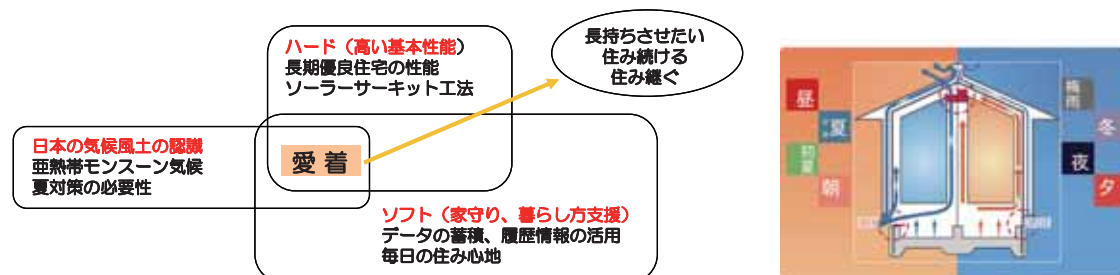 ハード（高い基本性能）
長期優良住宅の性能
ソーラーサーキット工法
長持ちさせたい
住み続ける
住み継ぐ
日本の気候風土の認識
亜熱帯モンスーン気候
夏対策の必要性
愛着
ソフト（家守り、暮らし方支援）
データの蓄積、履歴情報の活用
毎日の住み心地
昼
夏
初夏
朝
梅雨
冬
夜
夕